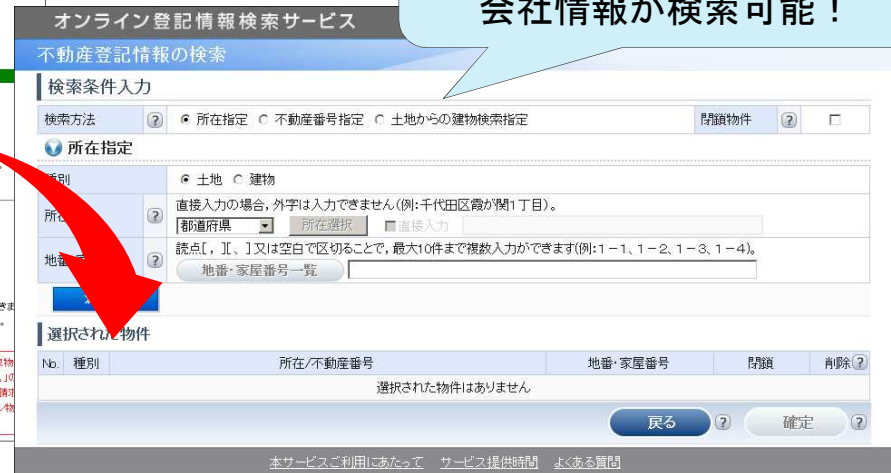 会社情報が検索可能！
オンライン登記情報検索サービス
不動産登記情報の検索
検索条件入力
検索方法 ? 所在指定 不動産番号指定 土地からの建物検索指定 閉鎖物件 ?
所在指定
種別 土地 建物
直接入力の場合，外字は入力できません(例:千代田区霞が関1丁目)。
所在 ? 都道府県 所在選択 直接入力
読点[，][、]又は空白で区切ることで，最大10件まで複数入力ができます(例:1－1、1－2、1－3、1－4)。
地番・ ? 地番・家屋番号一覧
選択された物件
No. 種別 所在/不動産番号 地番・家屋番号 閉鎖 削除 ?
選択された物件はありません
戻る ? 確定 ?
本サービスご利用にあたって サービス提供時間 よくある質問